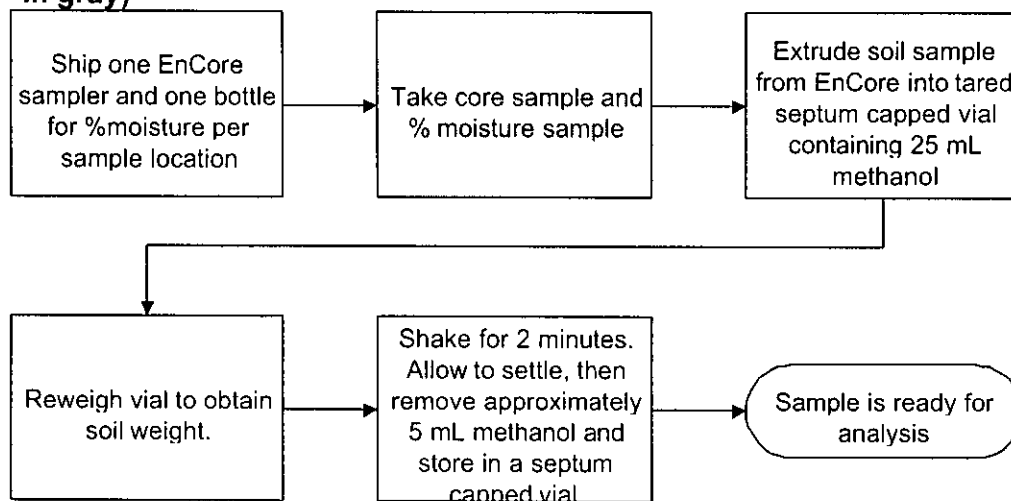 in gray)
Ship one EnCore
sampler and one bottle
for %moisture per
sample location
Take core sample and
% moisture sample
Extrude soil sample
from EnCore into tared
septum capped vial
containing 25 mL
methanol
Reweigh vial to obtain
soil weight.
Shake for 2 minutes.
Allow to settle, then
remove approximately
5 mL methanol and
store in a septum
capped vial
Sample is ready for
analysis